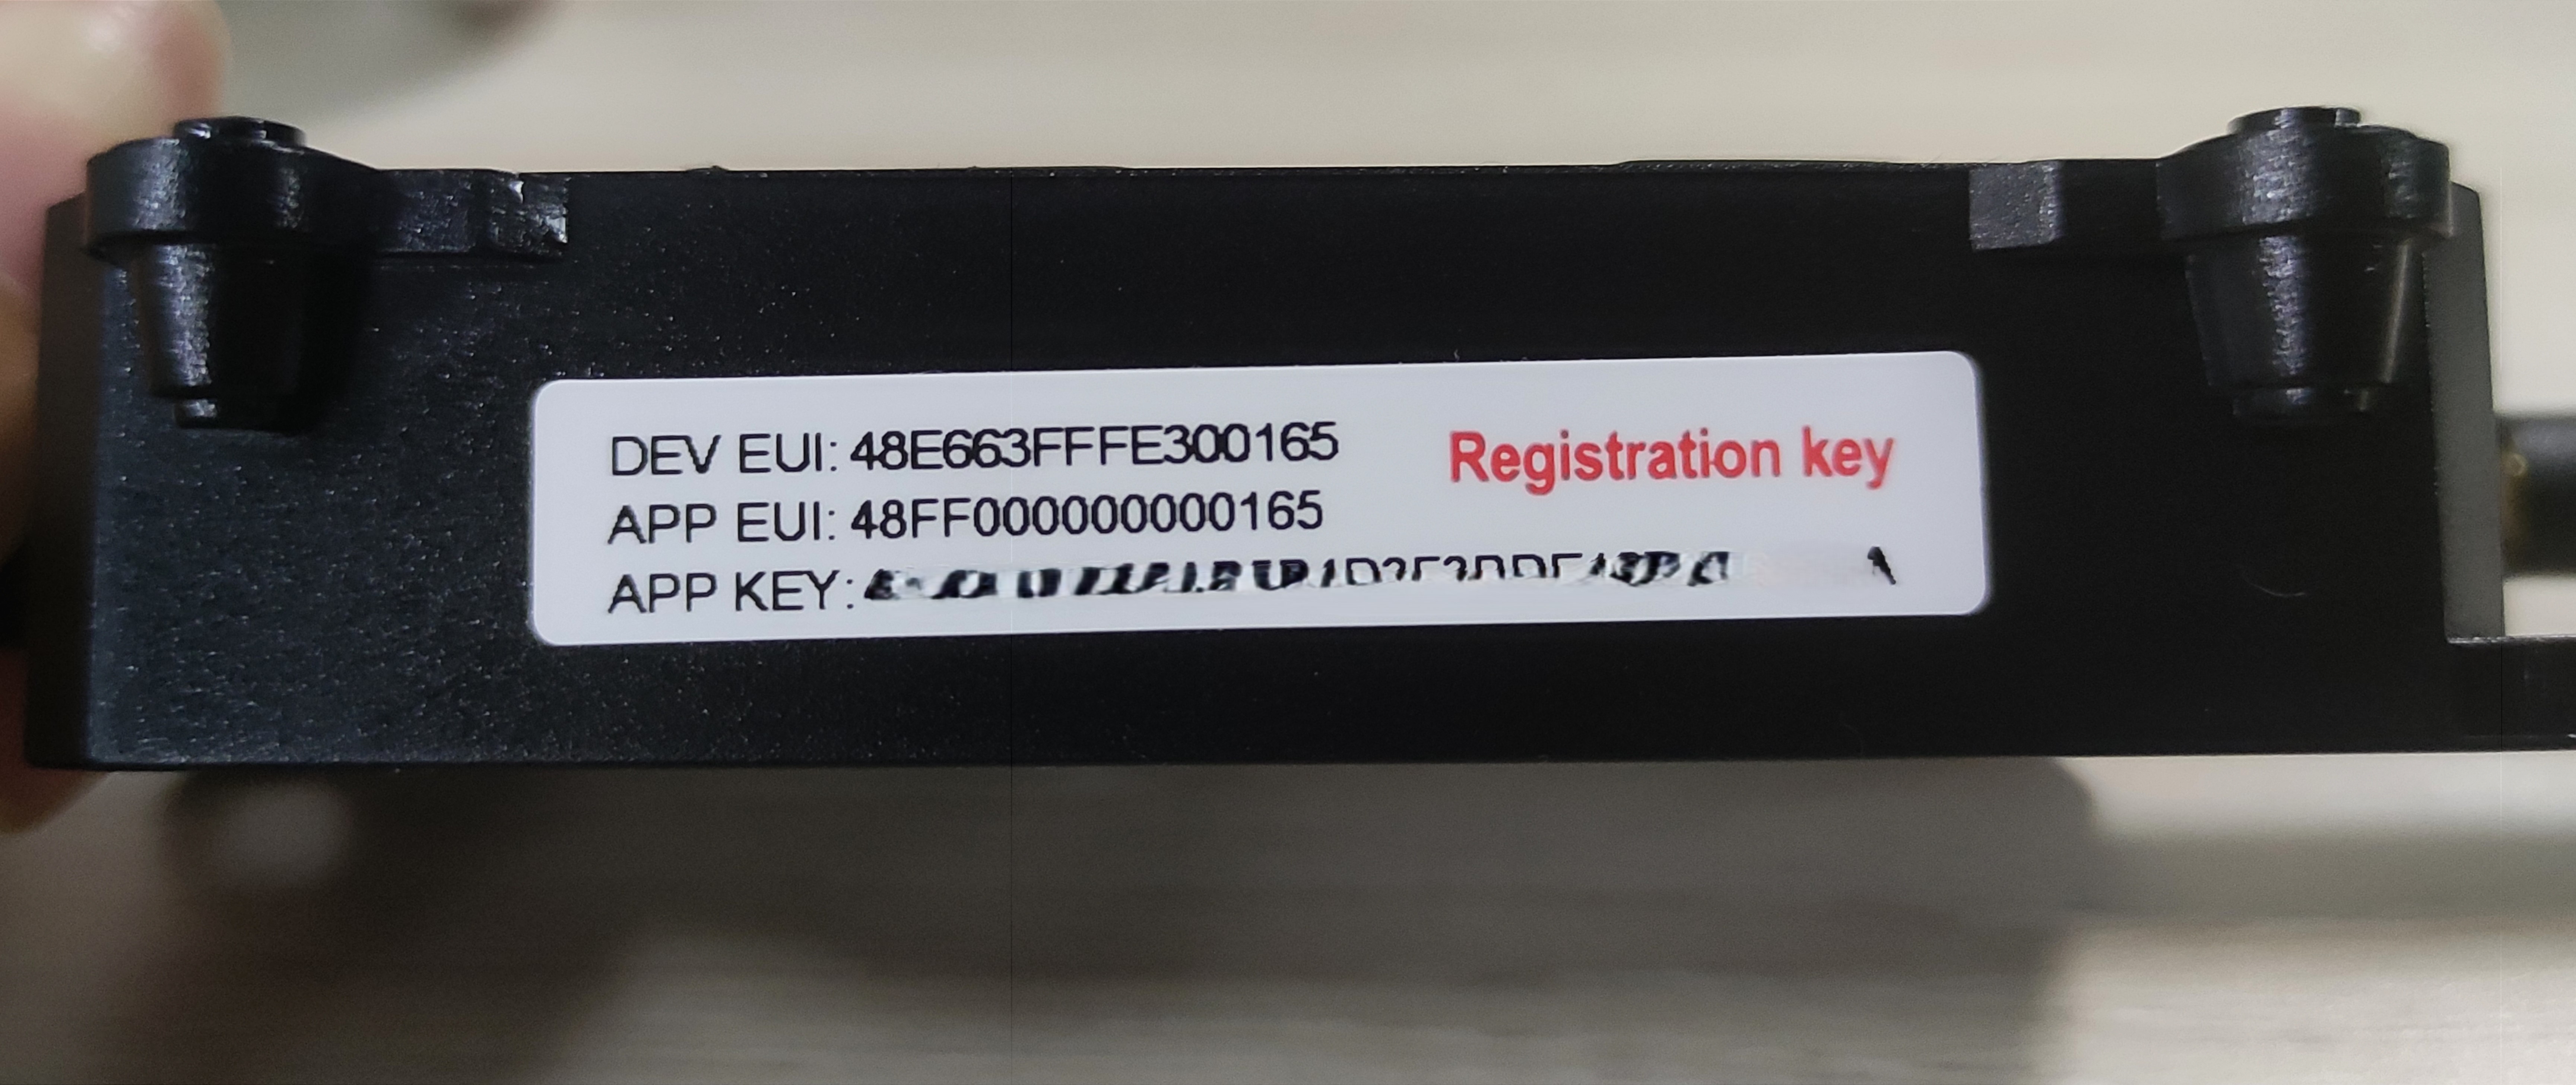 DEV EUI: 48E663FFFE300165
Registration key
APP EUI: 48FF000000000165
APP KEY: